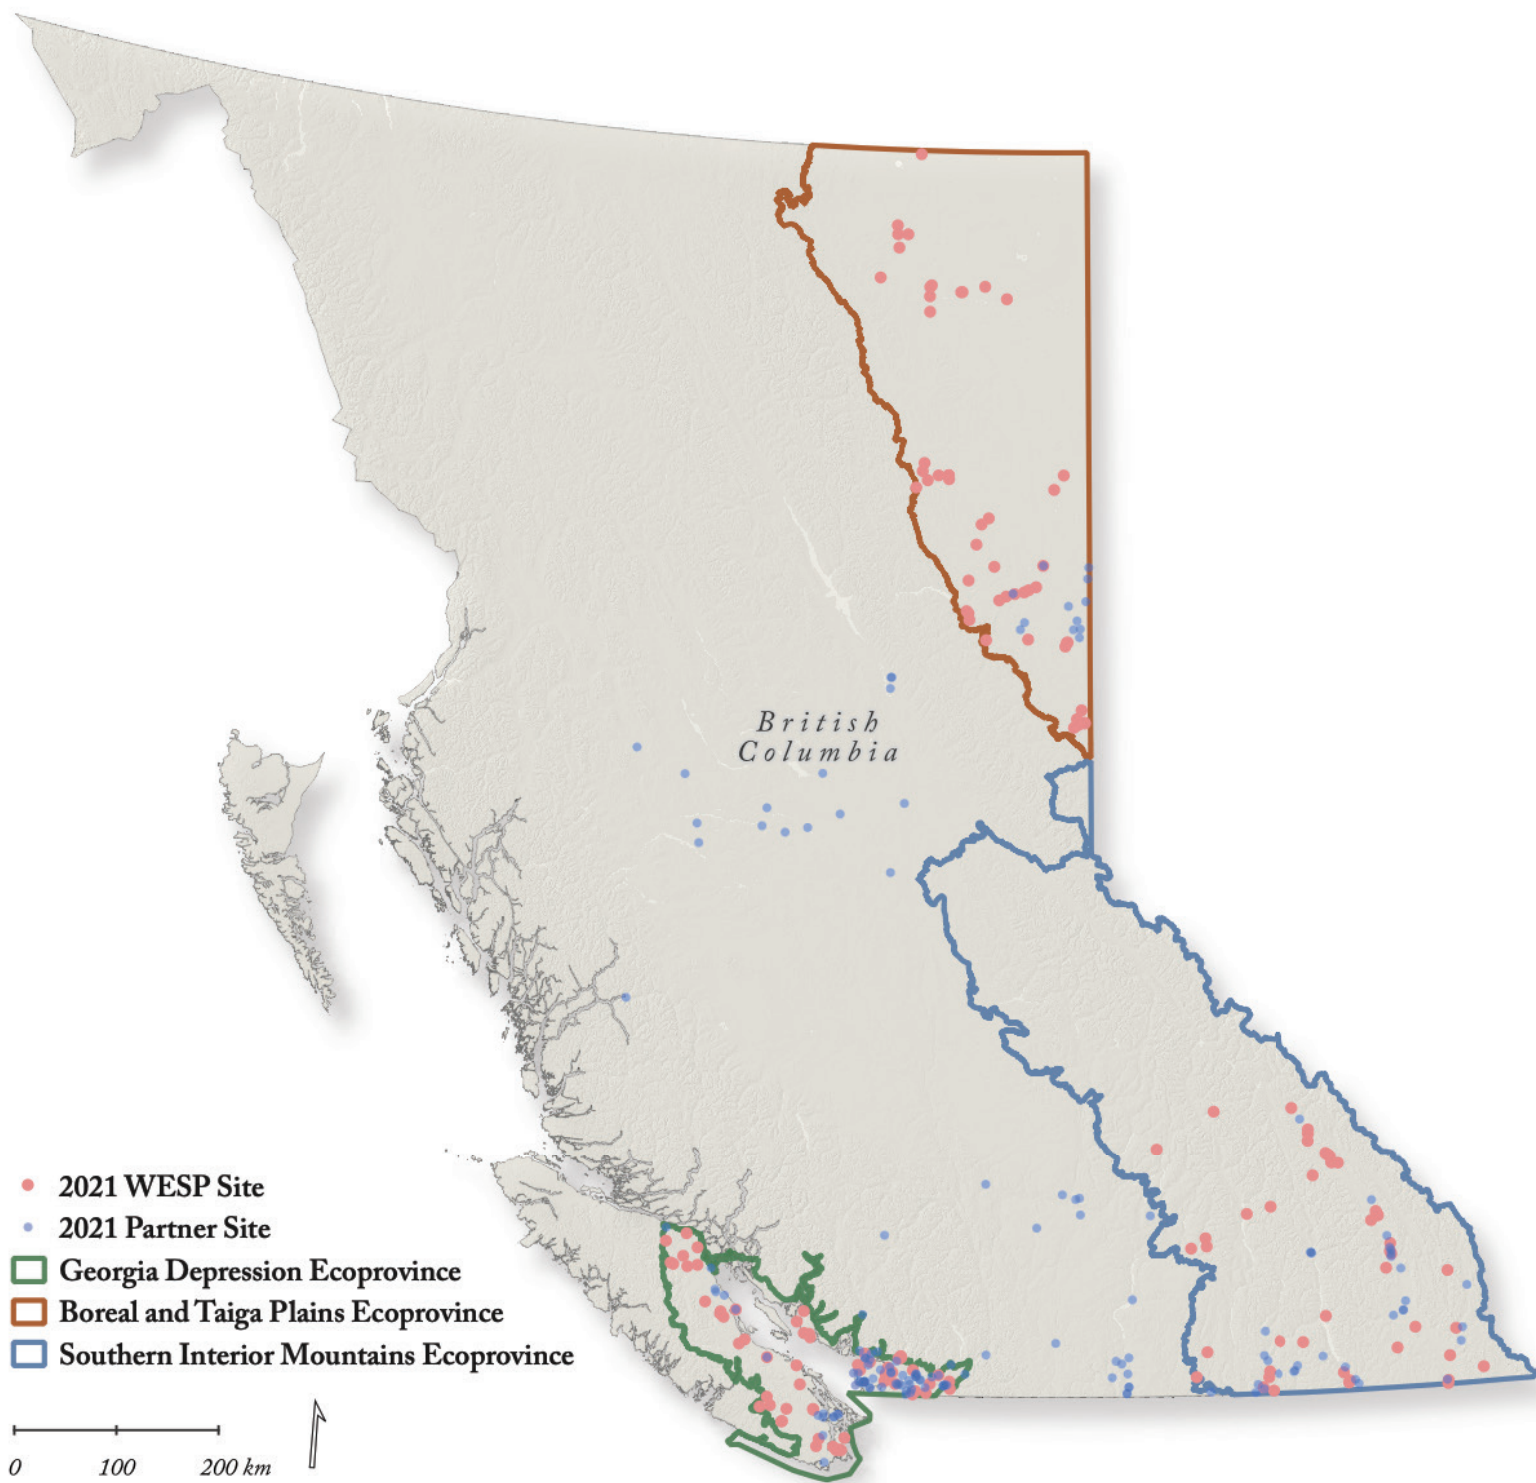 British
Columbia
2021 WESP Site
2021 Partner Site
Georgia Depression Ecoprovince
Boreal and Taiga Plains Ecoprovince
Southern Interior Mountains Ecoprovince
0 100 200 km